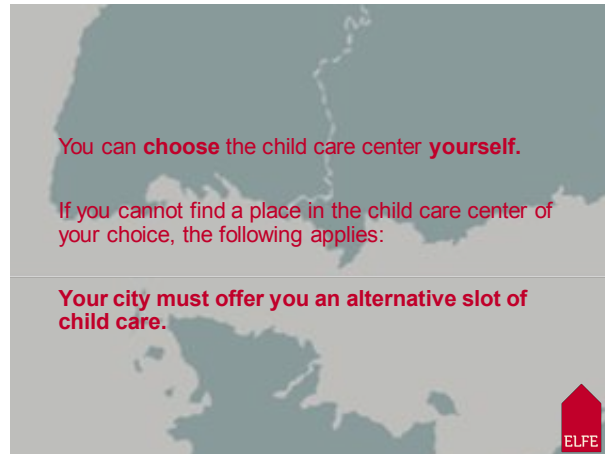 You can choose the child care center yourself.
If you cannot find a place in the child care center of
your choice, the following applies:
Your city must offer you an alternative slot of
child care.
ELFE